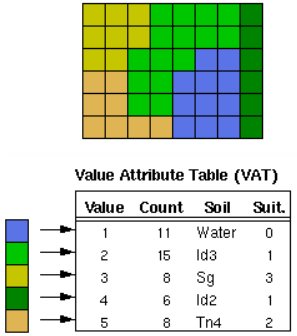 Value Attribute Table (VAT)
Value Count Soil Suit.
1 11 Water 0
2 15 Id3 1
3 8 Sg 3
4 6 Id2 1
5 8 Tn4 2